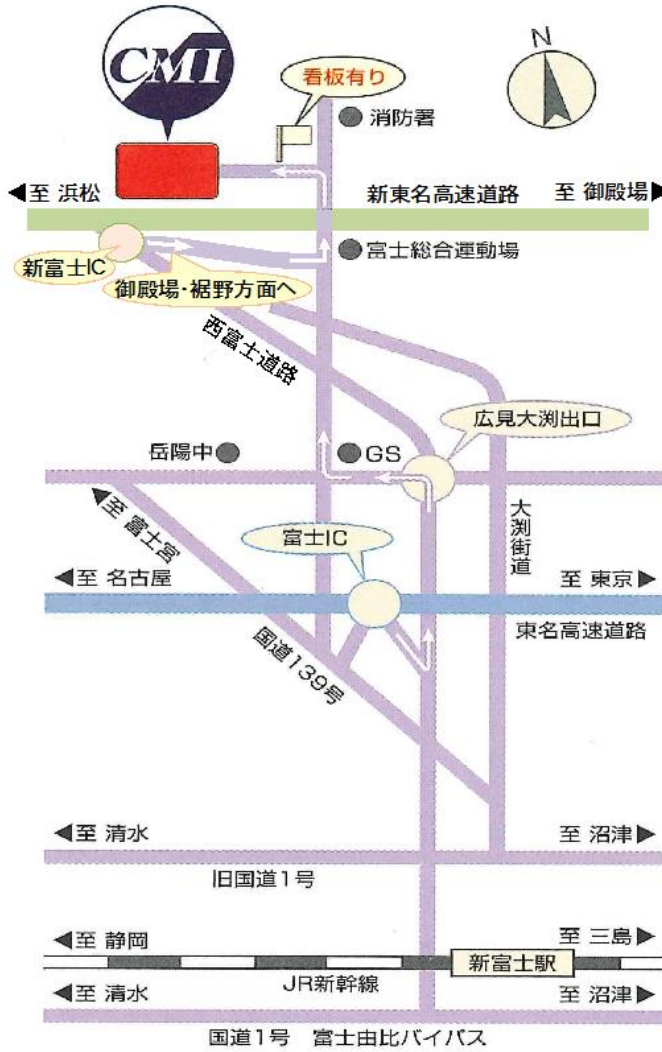 N
CMI
看板有り
消防署
至 浜松
新東名高速道路
至 御殿場
新富士IC
富士総合運動場
御殿場・裾野方面へ
西富士道路
広見大渕出口
岳陽中
GS
至 富士宮
大渕街道
富士IC
至 名古屋
至 東京
東名高速道路
国道139号
至 清水
至 沼津
旧国道1号
至 静岡
至 三島
新富士駅
JR新幹線
至 清水
至 沼津
国道1号 富士由比バイパス